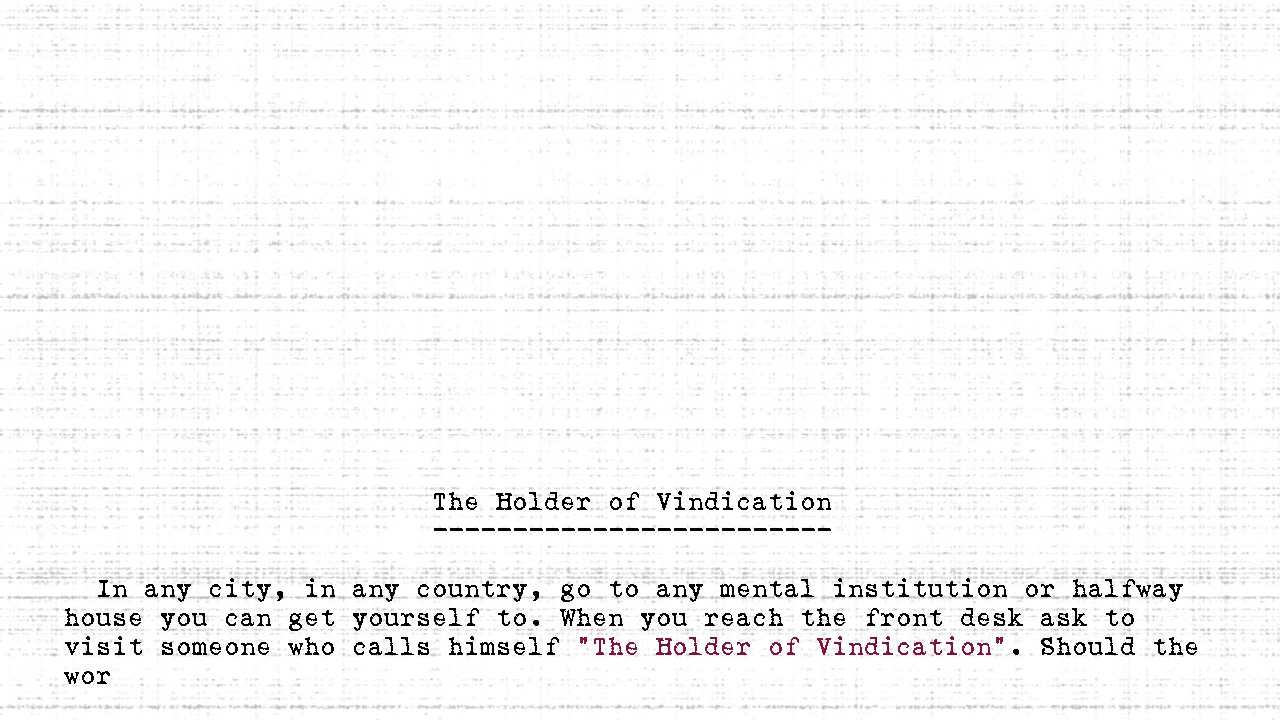 The Holder of Vindication
-------------------------
In any city, in any country, go to any mental institution or halfway
house you can get yourself to. When you reach the front desk ask to
visit someone who calls himself "The Holder of Vindication". Should the
wor